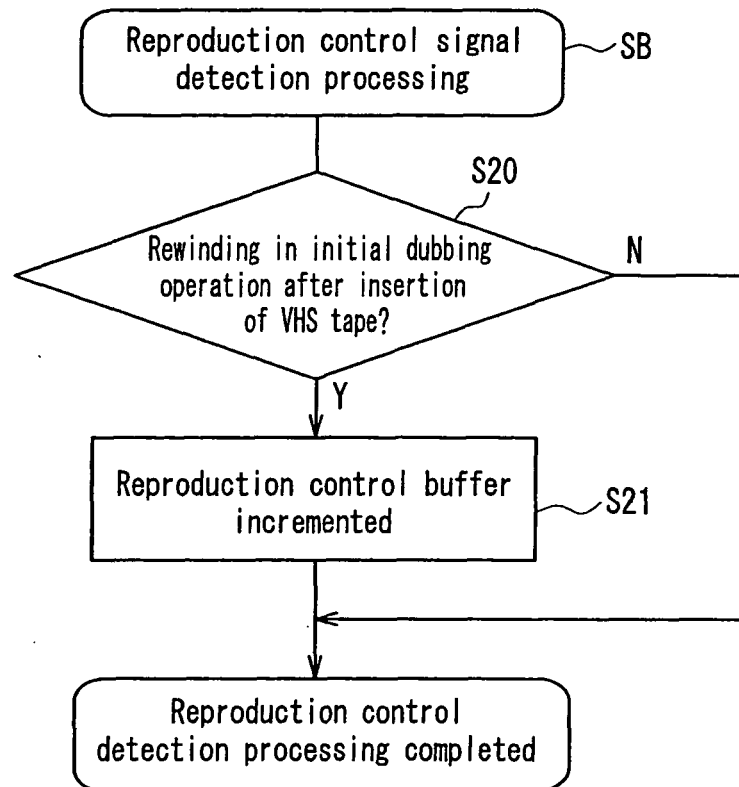 Reproduction control signal
detection processing
SB
S20
Rewinding in initial dubbing
operation after insertion
of VHS tape?
N
Y
Reproduction control buffer
incremented
S21
Reproduction control
detection processing completed